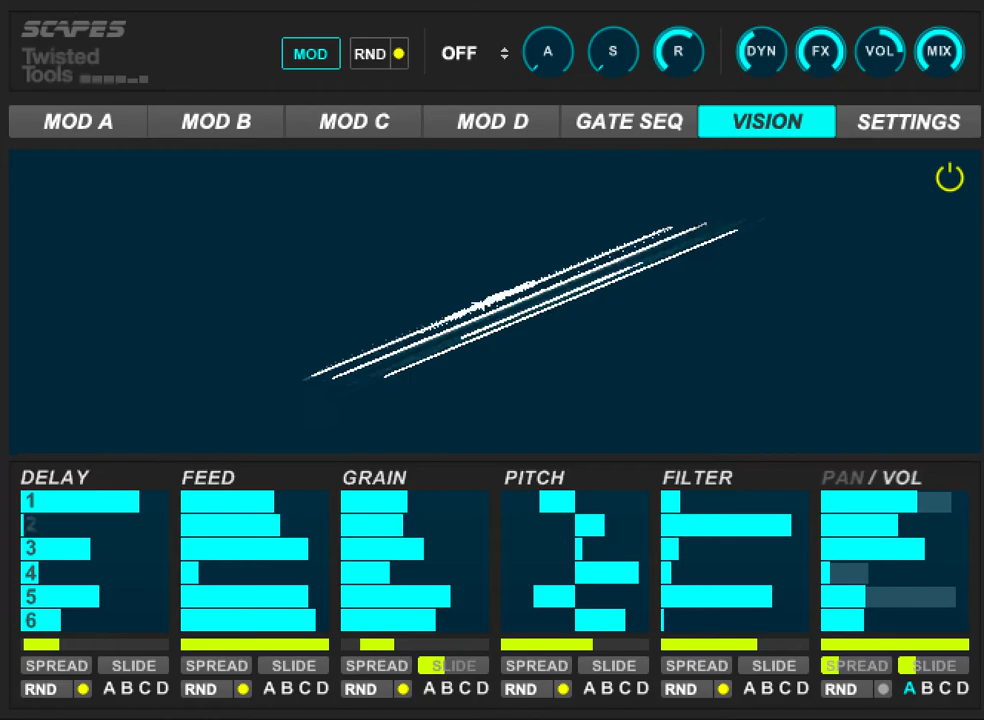 SCAPES
Twisted
Tools
MOD RND OFF A S R DYN FX VOL MIX
MOD A MOD B MOD C MOD D GATE SEQ VISION SETTINGS
DELAY FEED GRAIN PITCH FILTER PAN / VOL
1
2
3
4
5
6
SPREAD SLIDE SPREAD SLIDE SPREAD SLIDE SPREAD SLIDE SPREAD SLIDE SPREAD SLIDE
RND A B C D RND A B C D RND A B C D RND A B C D RND A B C D RND A B C D